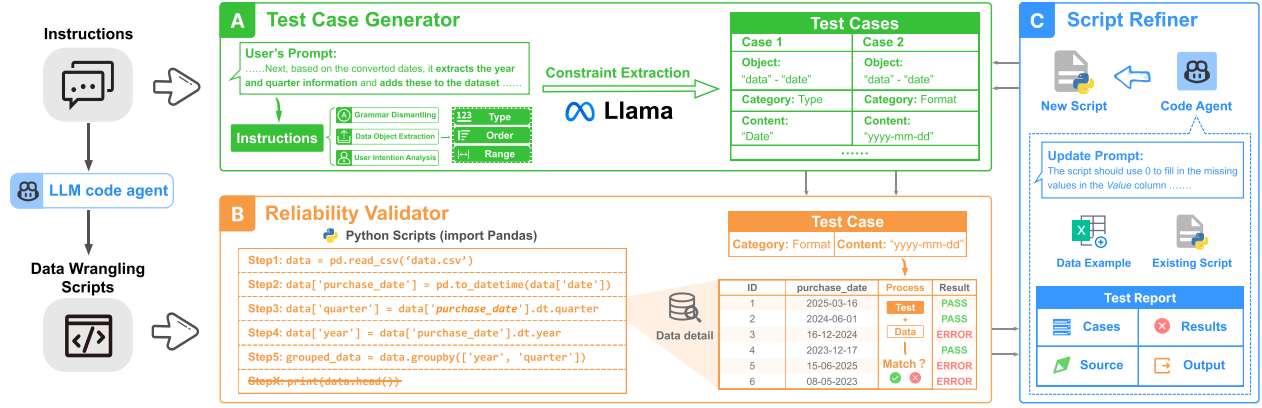 Instructions
LLM code agent
Data Wrangling
Scripts
A Test Case Generator
User's Prompt:
......Next, based on the converted dates, it extracts the year
and quarter information and adds these to the dataset ......
Instructions
Grammar Dismantling
Data Object Extraction
User Intention Analysis
123 Type
Order
Range
Constraint Extraction
Llama
Test Cases
Case 1 Case 2
Object: Object:
"data" - "date" "data" - "date"
Category: Type Category: Format
Content: Content:
"Date" "yyyy-mm-dd"
......
B Reliability Validator
Python Scripts (import Pandas)
Step1: data = pd.read_csv('data.csv')
Step2: data['purchase_date'] = pd.to_datetime(data['date'])
Step3: data['quarter'] = data['purchase_date'].dt.quarter
Step4: data['year'] = data['purchase_date'].dt.year
Step5: grouped_data = data.groupby(['year', 'quarter'])
StepX: print(data.head())
Data detail
Test Case
Category: Format Content: "yyyy-mm-dd"
ID purchase_date Process Result
1 2025-03-16 PASS
2 2024-06-01 PASS
3 16-12-2024 ERROR
4 2023-12-17 PASS
5 15-06-2025 ERROR
6 08-05-2023 ERROR
Test
+
Data
Match ?
C Script Refiner
New Script Code Agent
Update Prompt:
The script should use 0 to fill in the missing
values in the Value column .......
X
Data Example Existing Script
Test Report
Cases Results
Source Output